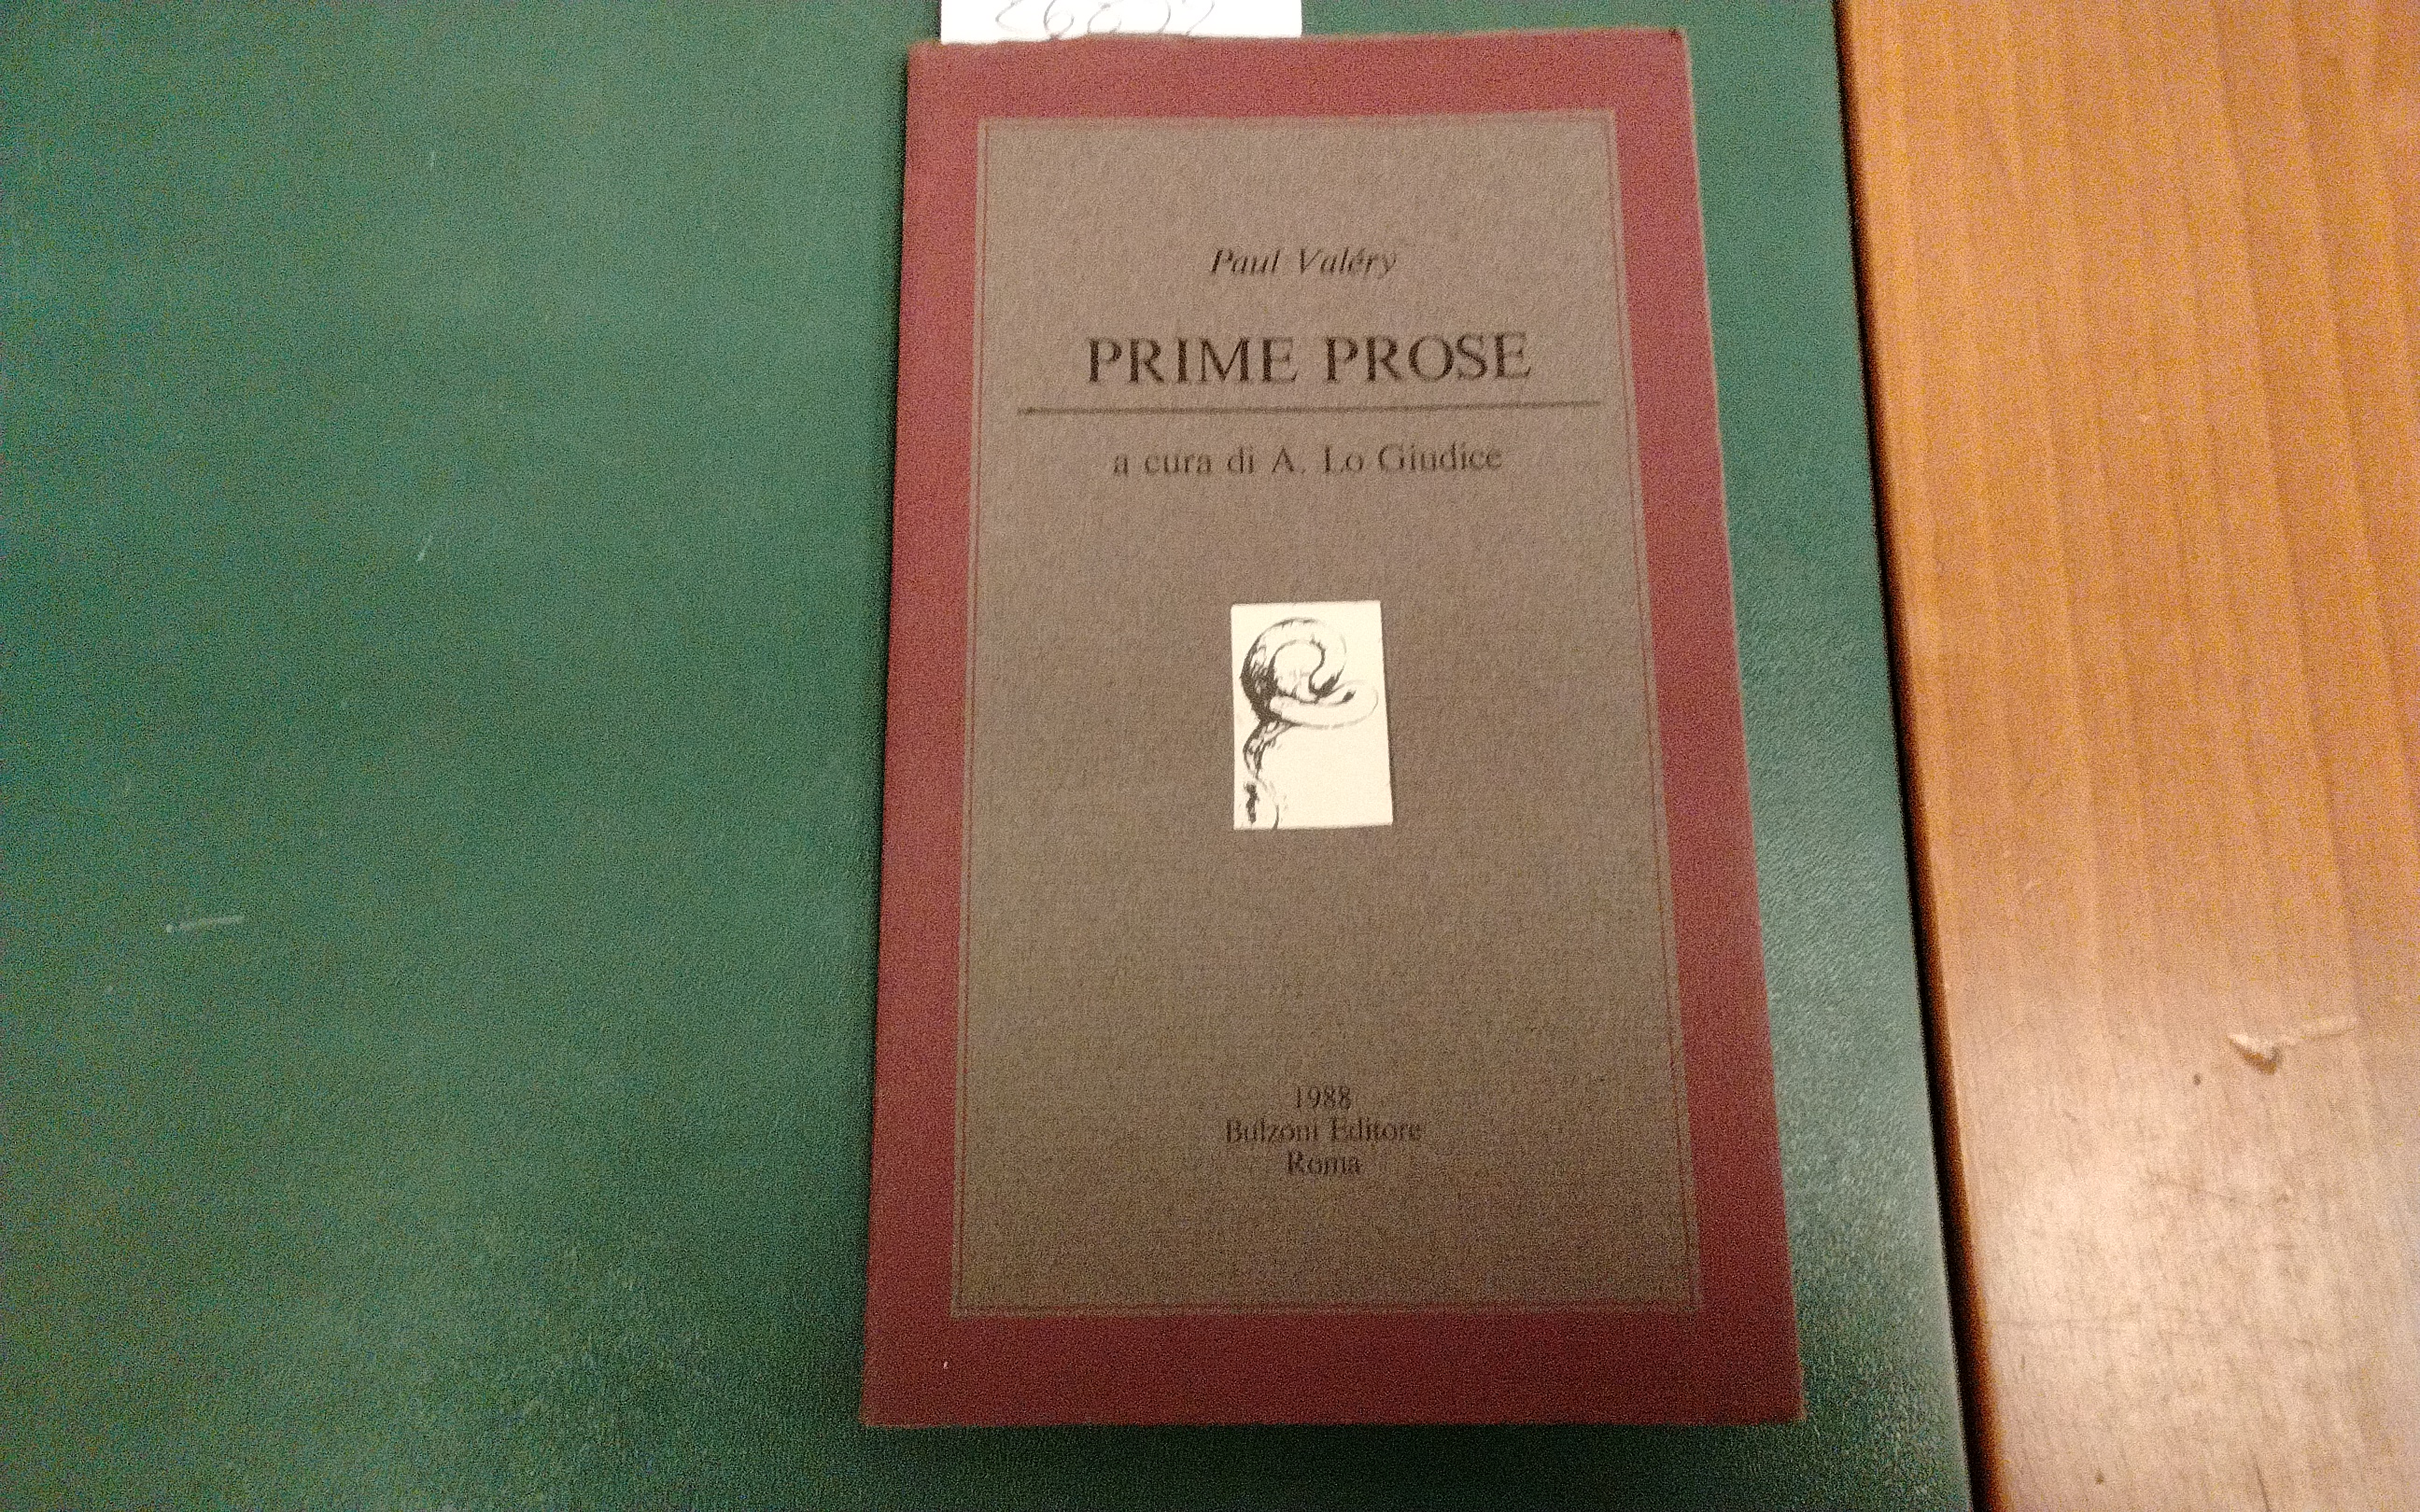 Paul Valéry
PRIME PROSE
a cura di A. Lo Giudice
1988
Bulzoni Editore
Roma